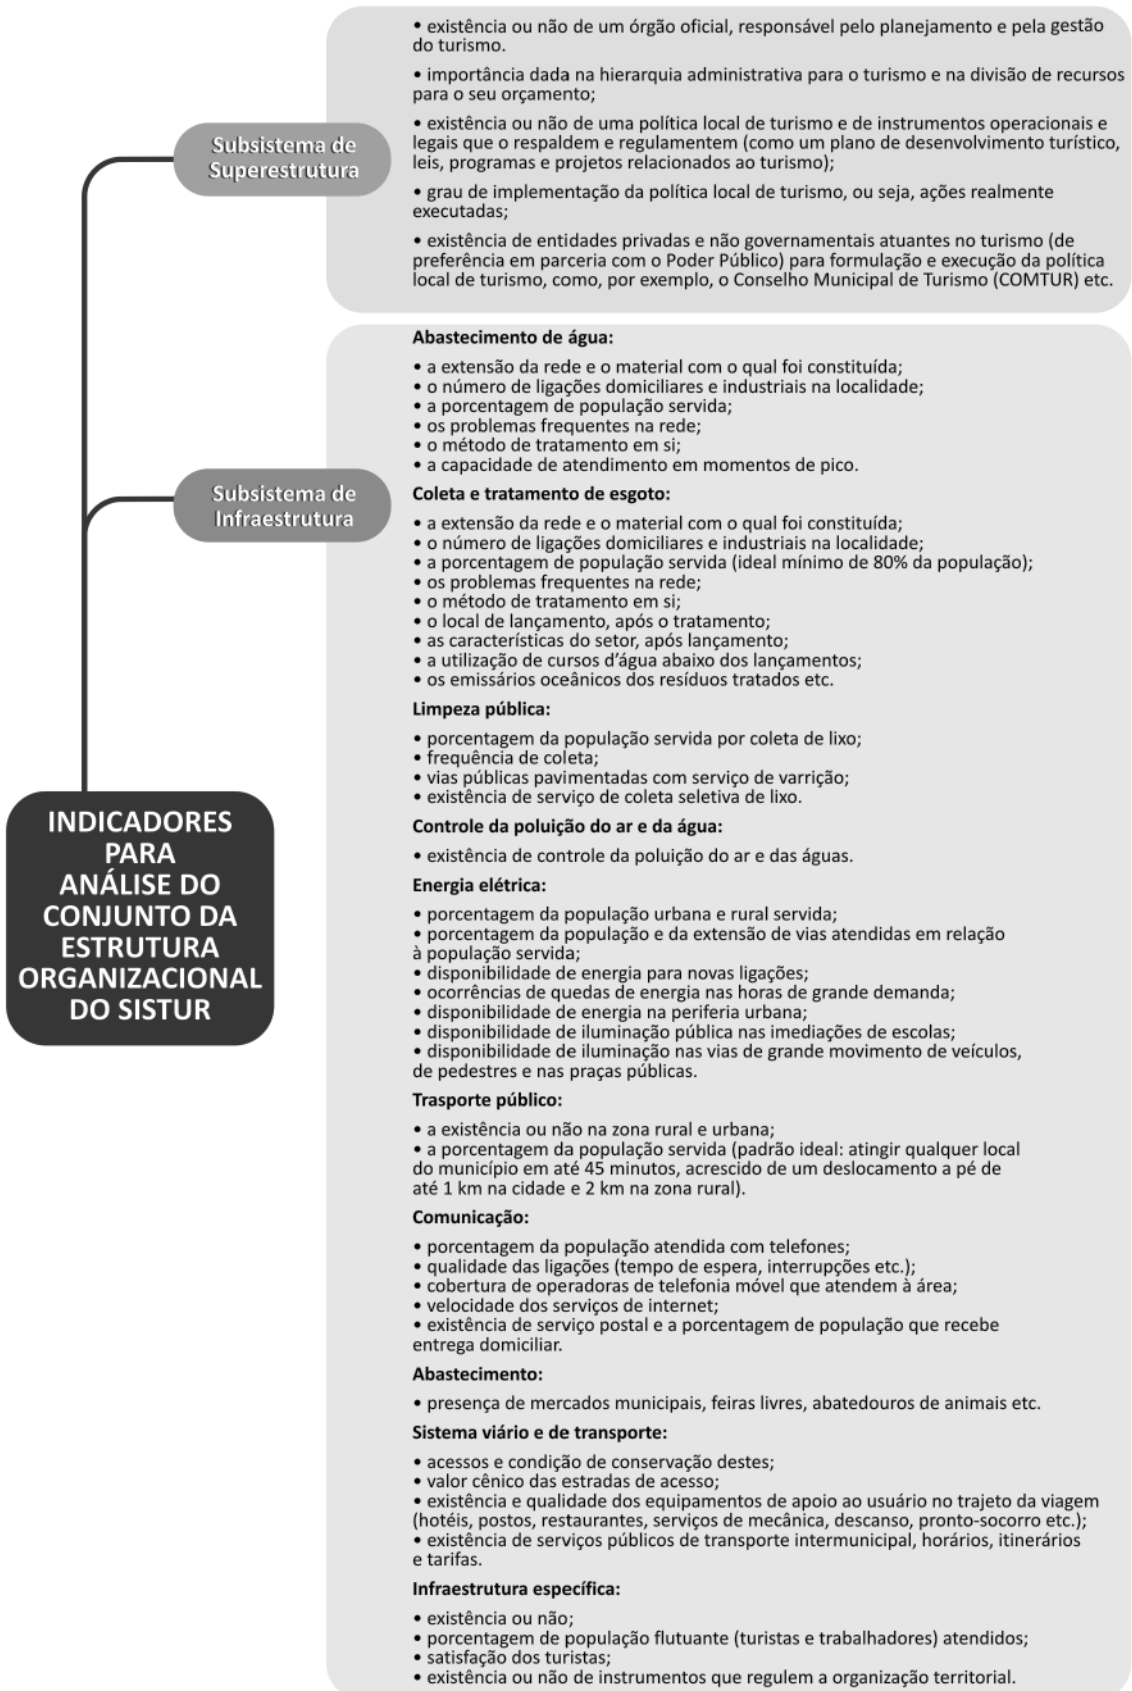 • existência ou não de um órgão oficial, responsável pelo planejamento e pela gestão
do turismo.
• importância dada na hierarquia administrativa para o turismo e na divisão de recursos
para o seu orçamento;
• existência ou não de uma política local de turismo e de instrumentos operacionais e
legais que o respaldem e regulamentem (como um plano de desenvolvimento turístico,
leis, programas e projetos relacionados ao turismo);
• grau de implementação da política local de turismo, ou seja, ações realmente
executadas;
• existência de entidades privadas e não governamentais atuantes no turismo (de
preferência em parceria com o Poder Público) para formulação e execução da política
local de turismo, como, por exemplo, o Conselho Municipal de Turismo (COMTUR) etc.
Subsistema de
Superestrutura
Abastecimento de água:
• a extensão da rede e o material com o qual foi constituída;
• o número de ligações domiciliares e industriais na localidade;
• a porcentagem de população servida;
• os problemas frequentes na rede;
• o método de tratamento em si;
• a capacidade de atendimento em momentos de pico.
Coleta e tratamento de esgoto:
• a extensão da rede e o material com o qual foi constituída;
• o número de ligações domiciliares e industriais na localidade;
• a porcentagem de população servida (ideal mínimo de 80% da população);
• os problemas frequentes na rede;
• o método de tratamento em si;
• o local de lançamento, após o tratamento;
• as características do setor, após lançamento;
• a utilização de cursos d'água abaixo dos lançamentos;
• os emissários oceânicos dos resíduos tratados etc.
Limpeza pública:
• porcentagem da população servida por coleta de lixo;
• frequência de coleta;
• vias públicas pavimentadas com serviço de varrição;
• existência de serviço de coleta seletiva de lixo.
Controle da poluição do ar e da água:
• existência de controle da poluição do ar e das águas.
Energia elétrica:
• porcentagem da população urbana e rural servida;
• porcentagem da população e da extensão de vias atendidas em relação
à população servida;
• disponibilidade de energia para novas ligações;
• ocorrências de quedas de energia nas horas de grande demanda;
• disponibilidade de energia na periferia urbana;
• disponibilidade de iluminação pública nas imediações de escolas;
• disponibilidade de iluminação nas vias de grande movimento de veículos,
de pedestres e nas praças públicas.
Trasporte público:
• a existência ou não na zona rural e urbana;
• a porcentagem da população servida (padrão ideal: atingir qualquer local
do município em até 45 minutos, acrescido de um deslocamento a pé de
até 1 km na cidade e 2 km na zona rural).
Comunicação:
• porcentagem da população atendida com telefones;
• qualidade das ligações (tempo de espera, interrupções etc.);
• cobertura de operadoras de telefonia móvel que atendem à área;
• velocidade dos serviços de internet;
• existência de serviço postal e a porcentagem de população que recebe
entrega domiciliar.
Abastecimento:
• presença de mercados municipais, feiras livres, abatedouros de animais etc.
Sistema viário e de transporte:
• acessos e condição de conservação destes;
• valor cênico das estradas de acesso;
• existência e qualidade dos equipamentos de apoio ao usuário no trajeto da viagem
(hotéis, postos, restaurantes, serviços de mecânica, descanso, pronto-socorro etc.);
• existência de serviços públicos de transporte intermunicipal, horários, itinerários
e tarifas.
Infraestrutura específica:
• existência ou não;
• porcentagem de população flutuante (turistas e trabalhadores) atendidos;
• satisfação dos turistas;
• existência ou não de instrumentos que regulem a organização territorial.
Subsistema de
Infraestrutura
INDICADORES
PARA
ANÁLISE DO
CONJUNTO DA
ESTRUTURA
ORGANIZACIONAL
DO SISTUR